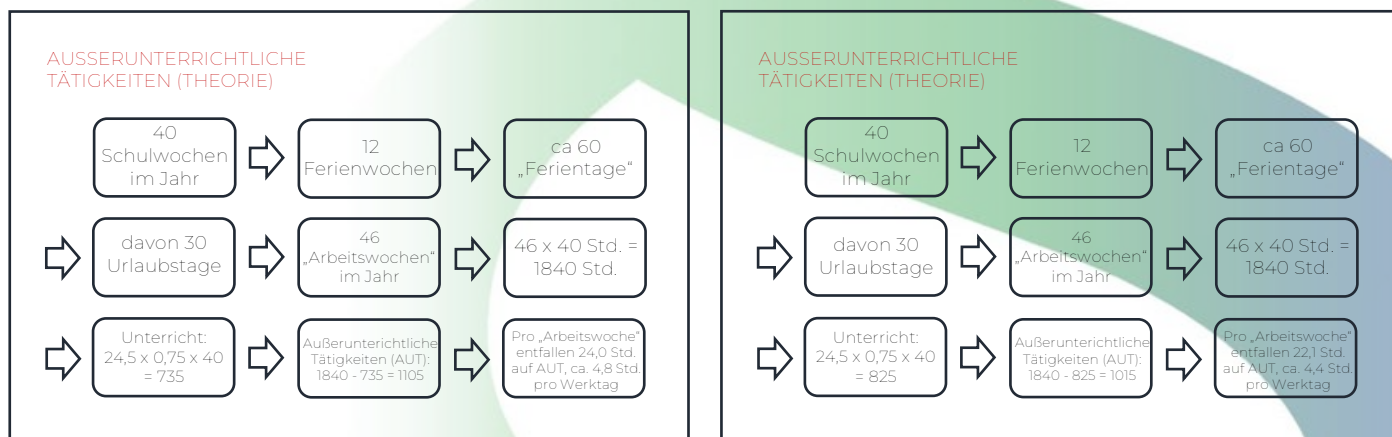 AUSSERUNTERRICHTLICHE
TÄTIGKEITEN (THEORIE)
40
Schulwochen
im Jahr
12
Ferienwochen
ca 60
„Ferientage“
davon 30
Urlaubstage
46
„Arbeitswochen“
im Jahr
46 x 40 Std. =
1840 Std.
Unterricht:
24,5 x 0,75 x 40
= 735
Außerunterrichtliche
Tätigkeiten (AUT):
1840 - 735 = 1105
Pro „Arbeitswoche“
entfallen 24,0 Std.
auf AUT, ca. 4,8 Std.
pro Werktag
AUSSERUNTERRICHTLICHE
TÄTIGKEITEN (THEORIE)
40
Schulwochen
im Jahr
12
Ferienwochen
ca 60
„Ferientage“
davon 30
Urlaubstage
46
„Arbeitswochen“
im Jahr
46 x 40 Std. =
1840 Std.
Unterricht:
24,5 x 0,75 x 40
= 825
Außerunterrichtliche
Tätigkeiten (AUT):
1840 - 825 = 1015
Pro „Arbeitswoche“
entfallen 22,1 Std.
auf AUT, ca. 4,4 Std.
pro Werktag